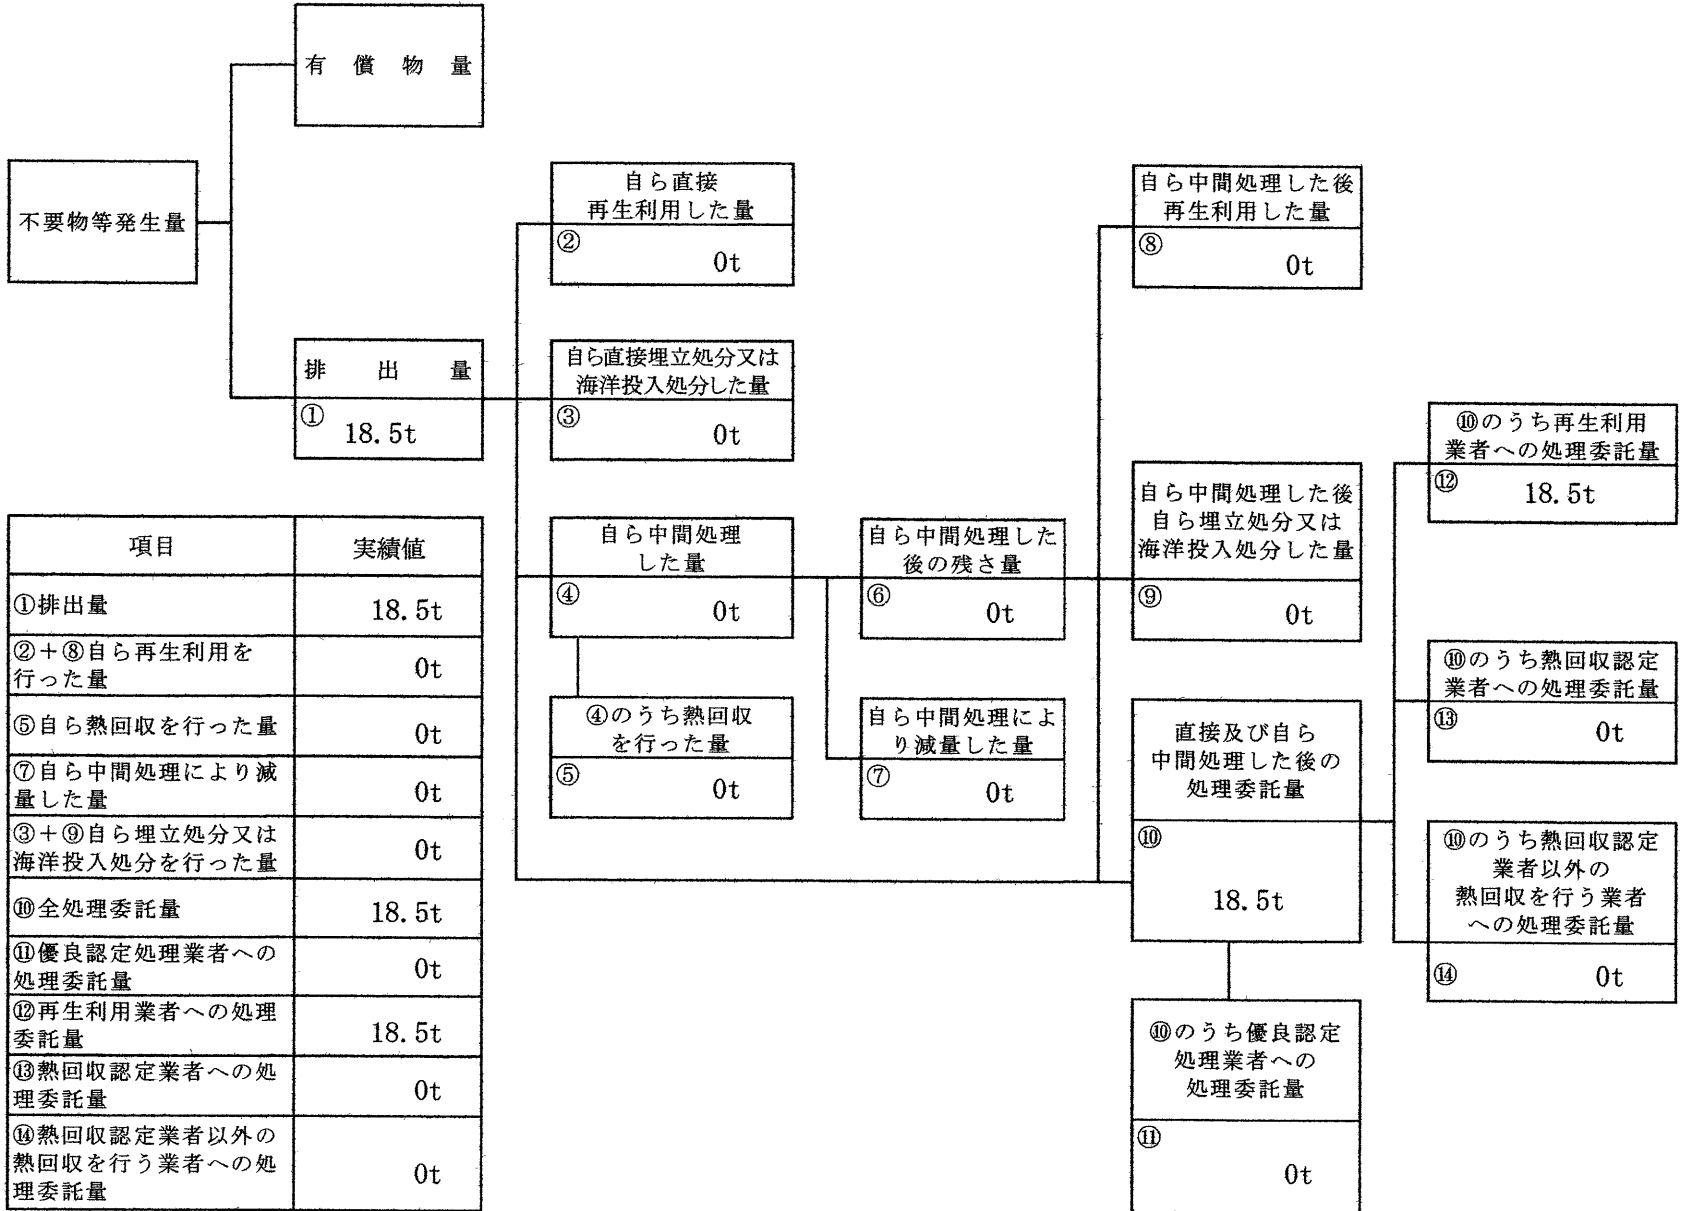 有償物量
不要物等発生量
排出量
①
18.5t
自ら直接
再生利用した量
②
0t
自ら直接埋立処分又は
海洋投入処分した量
③
0t
自ら中間処理
した量
④
0t
④のうち熱回収
を行った量
⑤
0t
自ら中間処理した
後の残さ量
⑥
0t
自ら中間処理によ
り減量した量
⑦
0t
自ら中間処理した後
再生利用した量
⑧
0t
自ら中間処理した後
自ら埋立処分又は
海洋投入処分した量
⑨
0t
直接及び自ら
中間処理した後の
処理委託量
⑩
18.5t
⑩のうち優良認定
処理業者への
処理委託量
⑪
0t
⑩のうち再生利用
業者への処理委託量
⑫
18.5t
⑩のうち熱回収認定
業者への処理委託量
⑬
0t
⑩のうち熱回収認定
業者以外の
熱回収を行う業者
への処理委託量
⑭
0t
項目 実績値
①排出量 18.5t
②+⑧自ら再生利用を
行った量 0t
⑤自ら熱回収を行った量 0t
⑦自ら中間処理により減
量した量 0t
③+⑨自ら埋立処分又は
海洋投入処分を行った量 0t
⑩全処理委託量 18.5t
⑪優良認定処理業者への
処理委託量 0t
⑫再生利用業者への処理
委託量 18.5t
⑬熱回収認定業者への処
理委託量 0t
⑭熱回収認定業者以外の
熱回収を行う業者への処
理委託量 0t